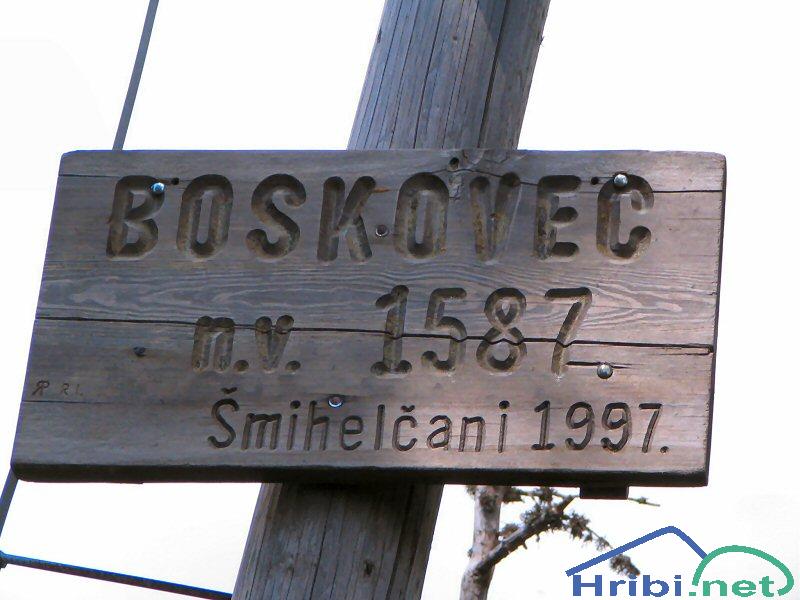 BOSKOVEC
n.v. 1587.
Šmihelčani 1997.
Hribi.net